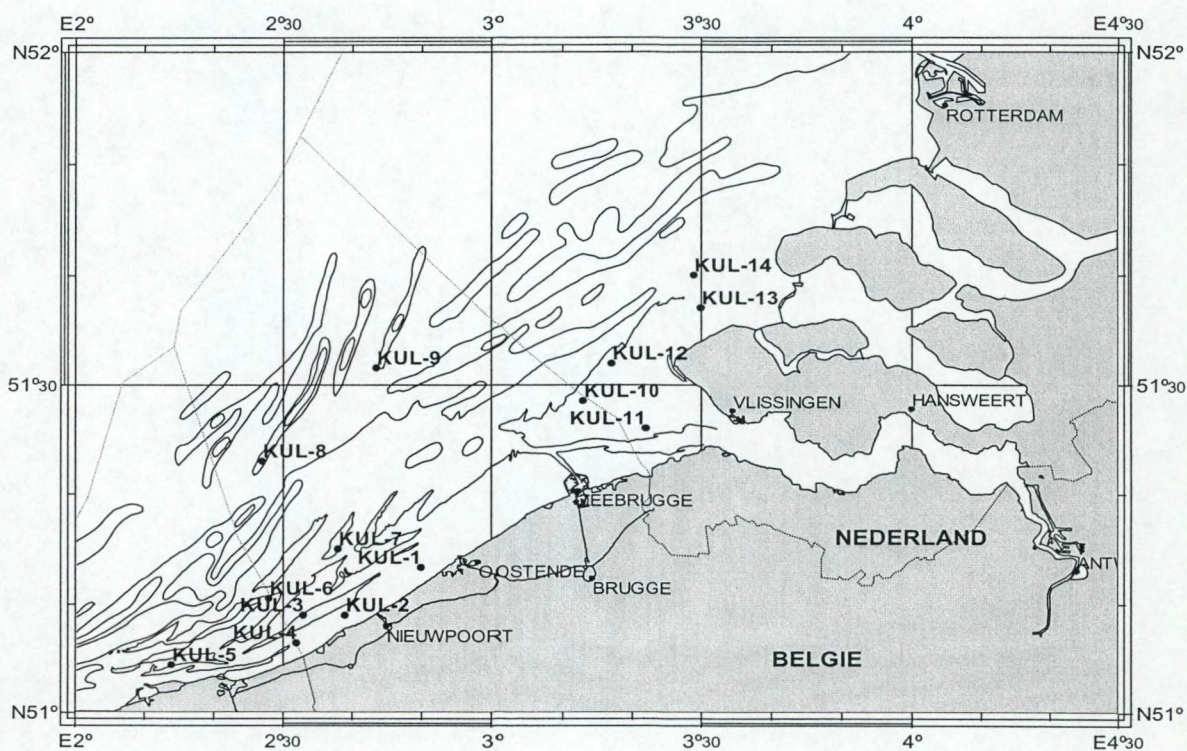 E2° 2°30 3° 3°30 4° E4°30
N52° N52°
ROTTERDAM
KUL-14
KUL-13
KUL-9
KUL-12
51°30 51°30
KUL-10
VLISSINGEN HANSWEERT
KUL-11
KUL-8
ZEEBRUGGE
KUL-7
NEDERLAND
KUL-1
OOSTENDE ANTW
KUL-6 BRUGGE
KUL-3 KUL-2
KUL-4 NIEUWPOORT
KUL-5 BELGIE
N51° N51°
E2° 2°30 3° 3°30 4° E4°30